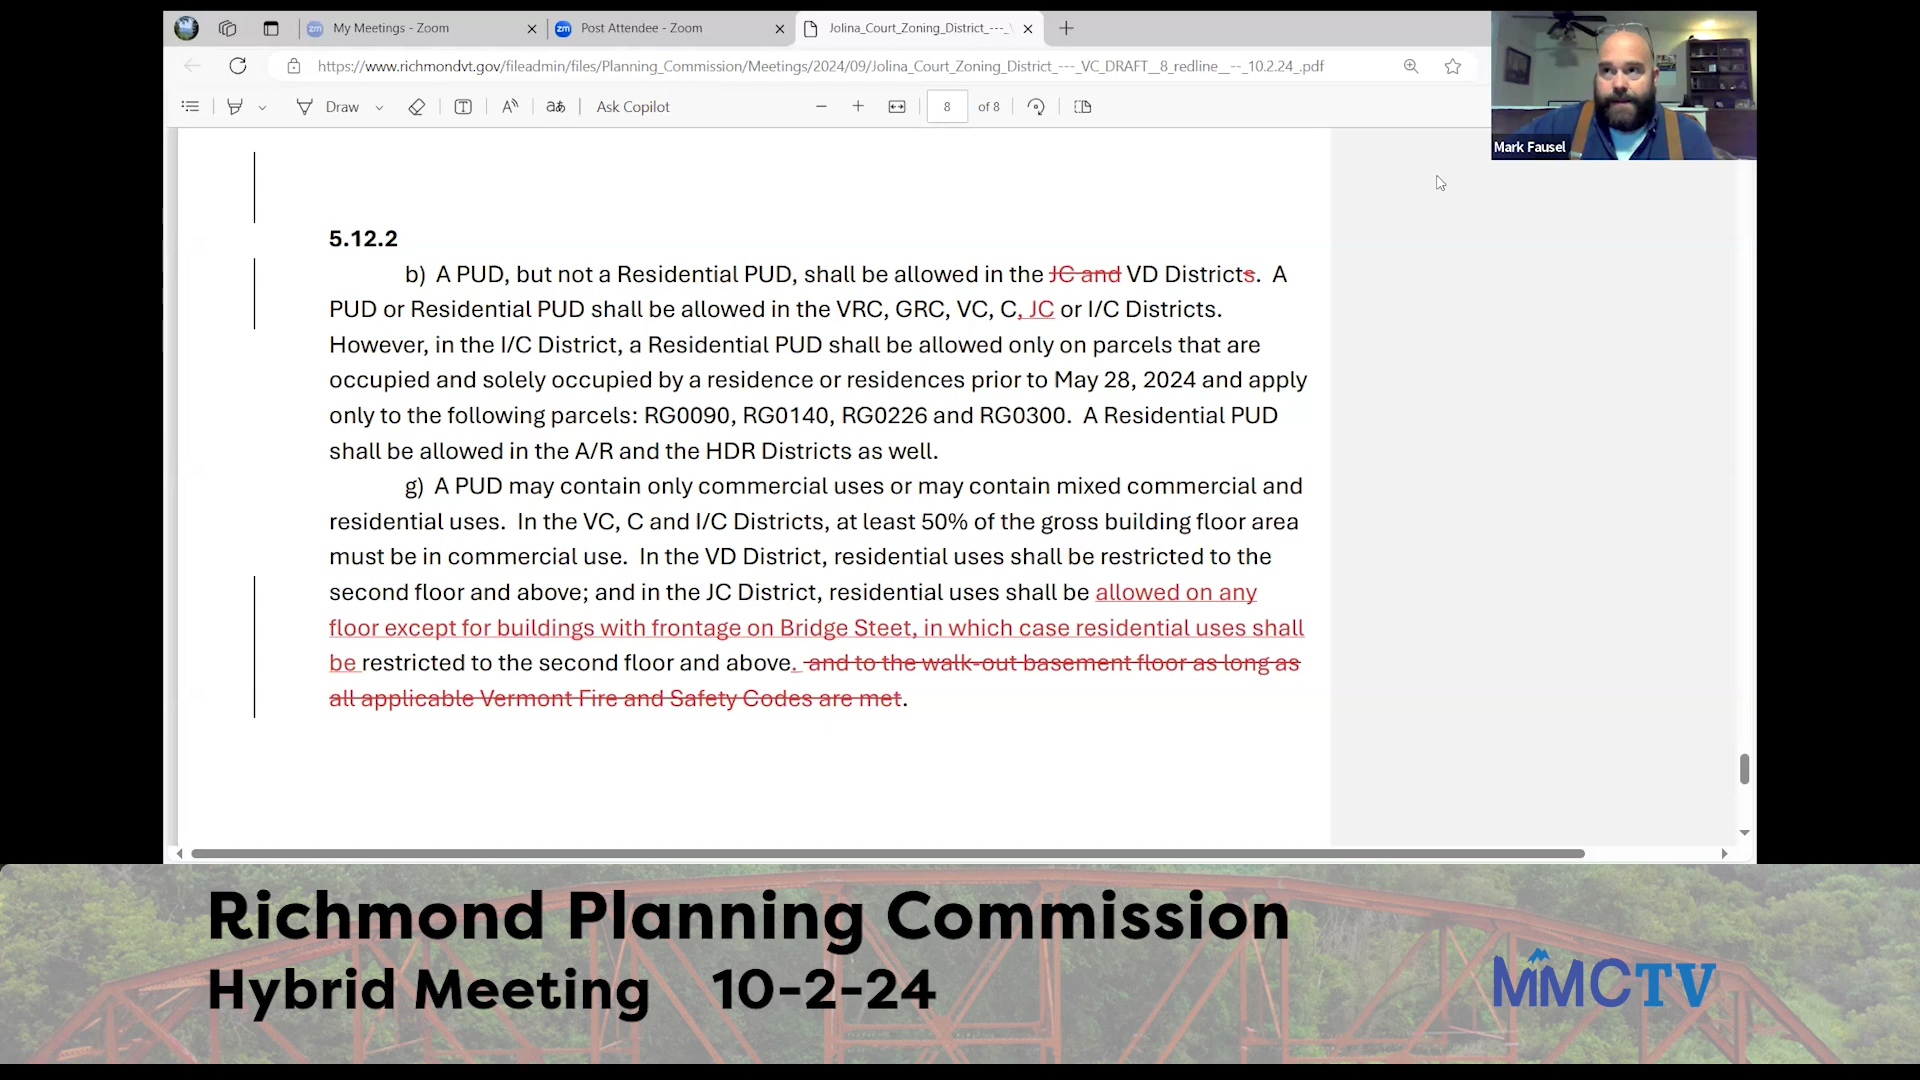 My Meetings - Zoom
Post Attendee - Zoom
Jolina_Court_Zoning_District_---_V
https://www.richmondvt.gov/fileadmin/files/Planning_Commission/Meetings/2024/09/Jolina_Court_Zoning_District_---_VC_DRAFT__8_redline__--_10.2.24_.pdf
Draw
Ask Copilot
8 of 8
Mark Fausel
5.12.2
b) A PUD, but not a Residential PUD, shall be allowed in the JC and VD Districts. A
PUD or Residential PUD shall be allowed in the VRC, GRC, VC, C, JC or I/C Districts.
However, in the I/C District, a Residential PUD shall be allowed only on parcels that are
occupied and solely occupied by a residence or residences prior to May 28, 2024 and apply
only to the following parcels: RG0090, RG0140, RG0226 and RG0300. A Residential PUD
shall be allowed in the A/R and the HDR Districts as well.
g) A PUD may contain only commercial uses or may contain mixed commercial and
residential uses. In the VC, C and I/C Districts, at least 50% of the gross building floor area
must be in commercial use. In the VD District, residential uses shall be restricted to the
second floor and above; and in the JC District, residential uses shall be allowed on any
floor except for buildings with frontage on Bridge Steet, in which case residential uses shall
be restricted to the second floor and above. and to the walk-out basement floor as long as
all applicable Vermont Fire and Safety Codes are met.
Richmond Planning Commission
Hybrid Meeting 10-2-24
MMCTV